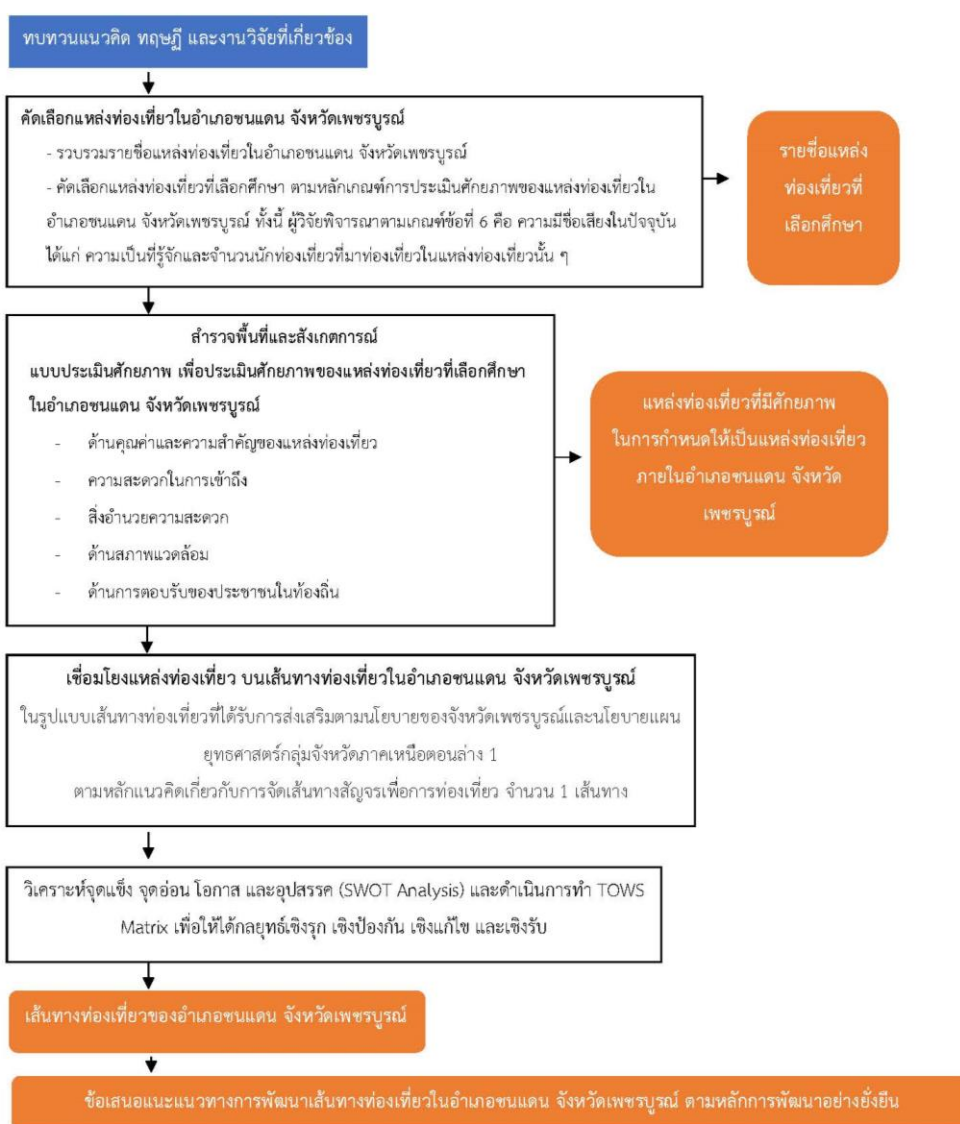 ทบทวนแนวคิด ทฤษฎี และงานวิจัยที่เกี่ยวข้อง
คัดเลือกแหล่งท่องเที่ยวในอำเภอชนแดน จังหวัดเพชรบูรณ์
- รวบรวมรายชื่อแหล่งท่องเที่ยวในอำเภอชนแดน จังหวัดเพชรบูรณ์
- คัดเลือกแหล่งท่องเที่ยวที่เลือกศึกษา ตามหลักเกณฑ์การประเมินศักยภาพของแหล่งท่องเที่ยวใน
อำเภอชนแดน จังหวัดเพชรบูรณ์ ทั้งนี้ ผู้วิจัยพิจารณาตามเกณฑ์ข้อที่ 6 คือ ความมีชื่อเสียงในปัจจุบัน
ได้แก่ ความเป็นที่รู้จักและจำนวนนักท่องเที่ยวที่มาท่องเที่ยวในแหล่งท่องเที่ยวนั้น ๆ
รายชื่อแหล่ง
ท่องเที่ยวที่
เลือกศึกษา
สำรวจพื้นที่และสังเกตการณ์
แบบประเมินศักยภาพ เพื่อประเมินศักยภาพของแหล่งท่องเที่ยวที่เลือกศึกษา
ในอำเภอชนแดน จังหวัดเพชรบูรณ์
- ด้านคุณค่าและความสำคัญของแหล่งท่องเที่ยว
- ความสะดวกในการเข้าถึง
- สิ่งอำนวยความสะดวก
- ด้านสภาพแวดล้อม
- ด้านการตอบรับของประชาชนในท้องถิ่น
แหล่งท่องเที่ยวที่มีศักยภาพ
ในการกำหนดให้เป็นแหล่งท่องเที่ยว
ภายในอำเภอชนแดน จังหวัด
เพชรบูรณ์
เชื่อมโยงแหล่งท่องเที่ยว บนเส้นทางท่องเที่ยวในอำเภอชนแดน จังหวัดเพชรบูรณ์
ในรูปแบบเส้นทางท่องเที่ยวที่ได้รับการส่งเสริมตามนโยบายของจังหวัดเพชรบูรณ์และนโยบายแผน
ยุทธศาสตร์กลุ่มจังหวัดภาคเหนือตอนล่าง 1
ตามหลักแนวคิดเกี่ยวกับการจัดเส้นทางสัญจรเพื่อการท่องเที่ยว จำนวน 1 เส้นทาง
วิเคราะห์จุดแข็ง จุดอ่อน โอกาส และอุปสรรค (SWOT Analysis) และดำเนินการทำ TOWS
Matrix เพื่อให้ได้กลยุทธ์เชิงรุก เชิงป้องกัน เชิงแก้ไข และเชิงรับ
เส้นทางท่องเที่ยวของอำเภอชนแดน จังหวัดเพชรบูรณ์
ข้อเสนอแนะแนวทางการพัฒนาเส้นทางท่องเที่ยวในอำเภอชนแดน จังหวัดเพชรบูรณ์ ตามหลักการพัฒนาอย่างยั่งยืน